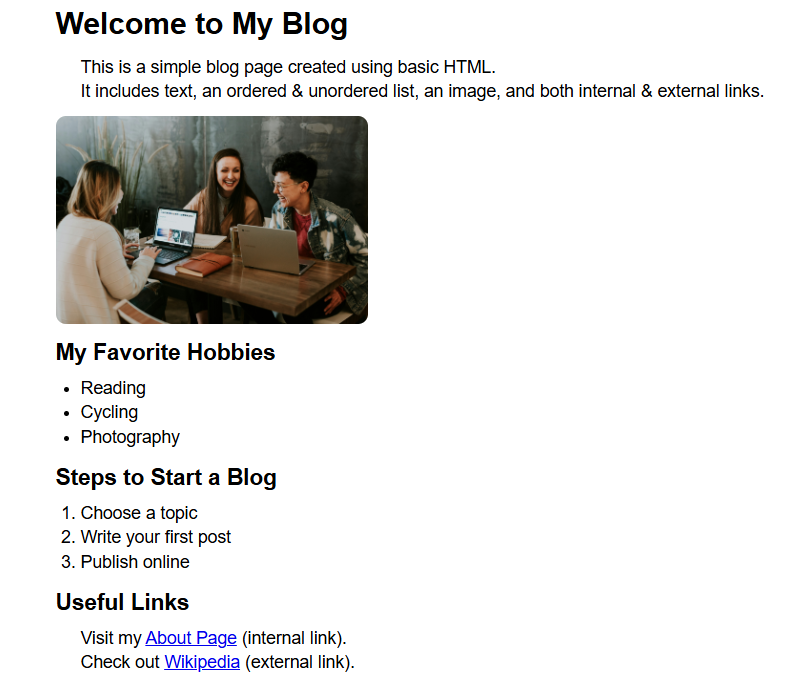 Welcome to My Blog
This is a simple blog page created using basic HTML.
It includes text, an ordered & unordered list, an image, and both internal & external links.
My Favorite Hobbies
• Reading
• Cycling
• Photography
Steps to Start a Blog
1. Choose a topic
2. Write your first post
3. Publish online
Useful Links
Visit my About Page (internal link).
Check out Wikipedia (external link).